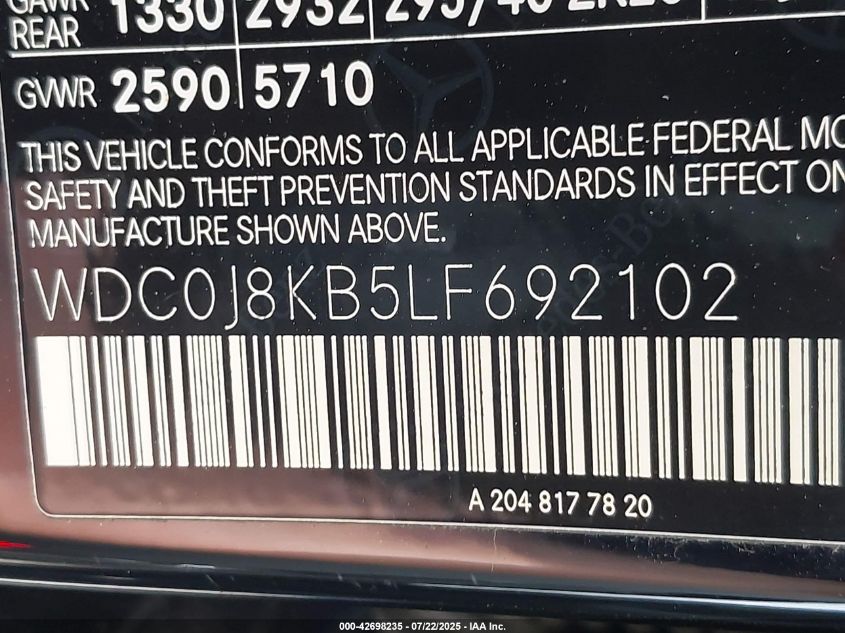 GAWR
REAR 1330 2932
GVWR 2590 5710
THIS VEHICLE CONFORMS TO ALL APPLICABLE FEDERAL
SAFETY AND THEFT PREVENTION STANDARDS IN EFFECT ON
MANUFACTURE SHOWN ABOVE.
WDC0J8KB5LF692102
A 204 817 78 20
000-42698235 - 07/22/2025 - IAA Inc.